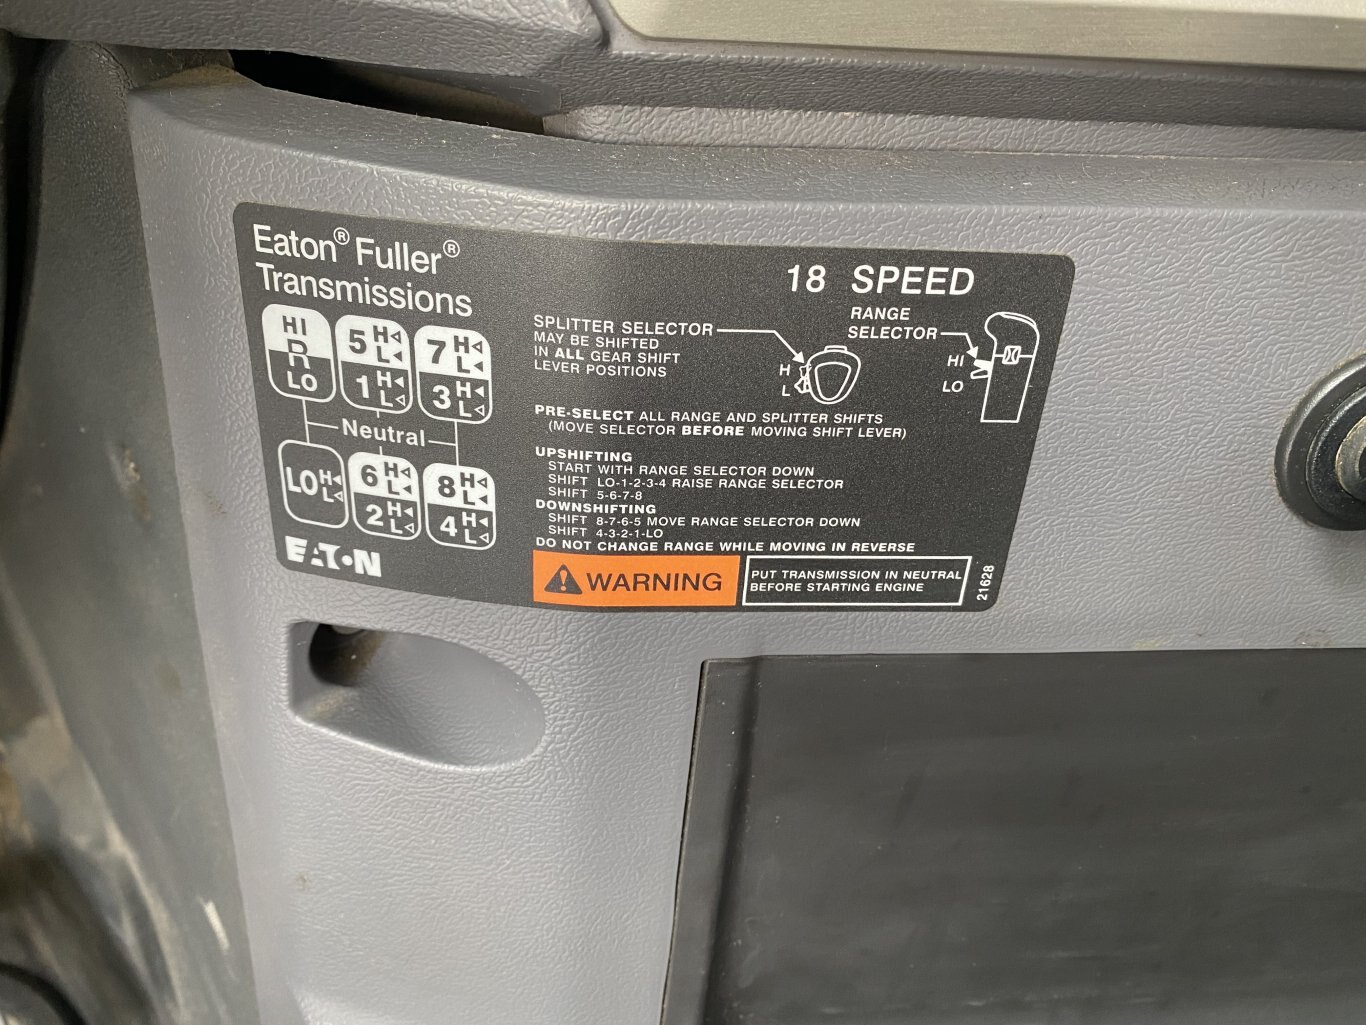 Eaton® Fuller®
Transmissions
18 SPEED
HI
R
LO
5 H L
1 H L
7 H L
3 H L
Neutral
LO H L
6 H L
2 H L
8 H L
4 H L
EATON
SPLITTER SELECTOR
MAY BE SHIFTED
IN ALL GEAR SHIFT
LEVER POSITIONS
H
L
RANGE
SELECTOR
HI
LO
PRE-SELECT ALL RANGE AND SPLITTER SHIFTS
(MOVE SELECTOR BEFORE MOVING SHIFT LEVER)
UPSHIFTING
START WITH RANGE SELECTOR DOWN
SHIFT LO-1-2-3-4 RAISE RANGE SELECTOR
SHIFT 5-6-7-8
DOWNSHIFTING
SHIFT 8-7-6-5 MOVE RANGE SELECTOR DOWN
SHIFT 4-3-2-1-LO
DO NOT CHANGE RANGE WHILE MOVING IN REVERSE
WARNING
PUT TRANSMISSION IN NEUTRAL
BEFORE STARTING ENGINE
21628